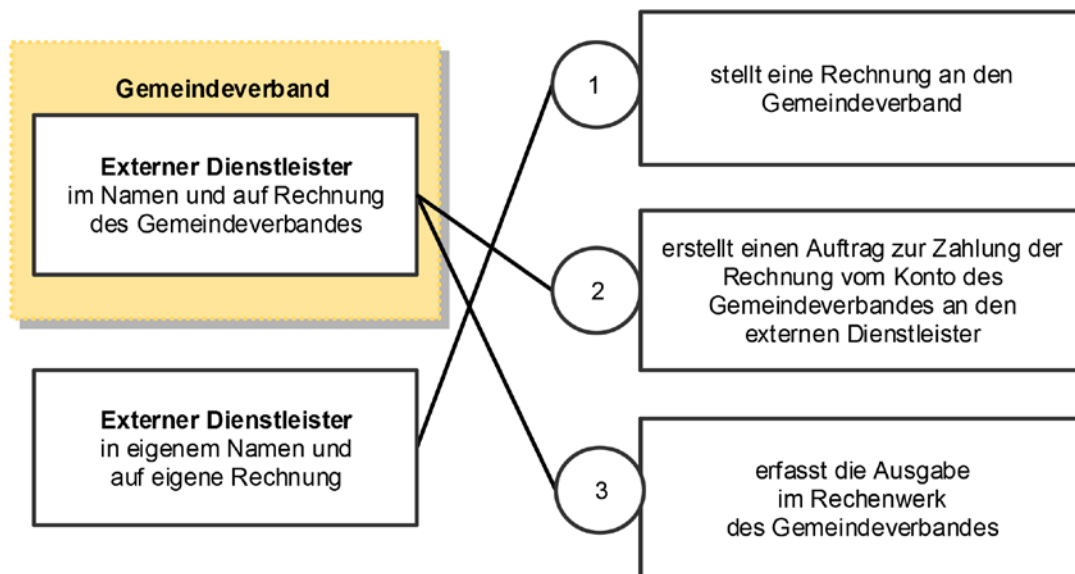 Gemeindeverband
Externer Dienstleister
im Namen und auf Rechnung
des Gemeindeverbandes
Externer Dienstleister
in eigenem Namen und
auf eigene Rechnung
1
stellt eine Rechnung an den
Gemeindeverband
2
erstellt einen Auftrag zur Zahlung der
Rechnung vom Konto des
Gemeindeverbandes an den
externen Dienstleister
3
erfasst die Ausgabe
im Rechenwerk
des Gemeindeverbandes